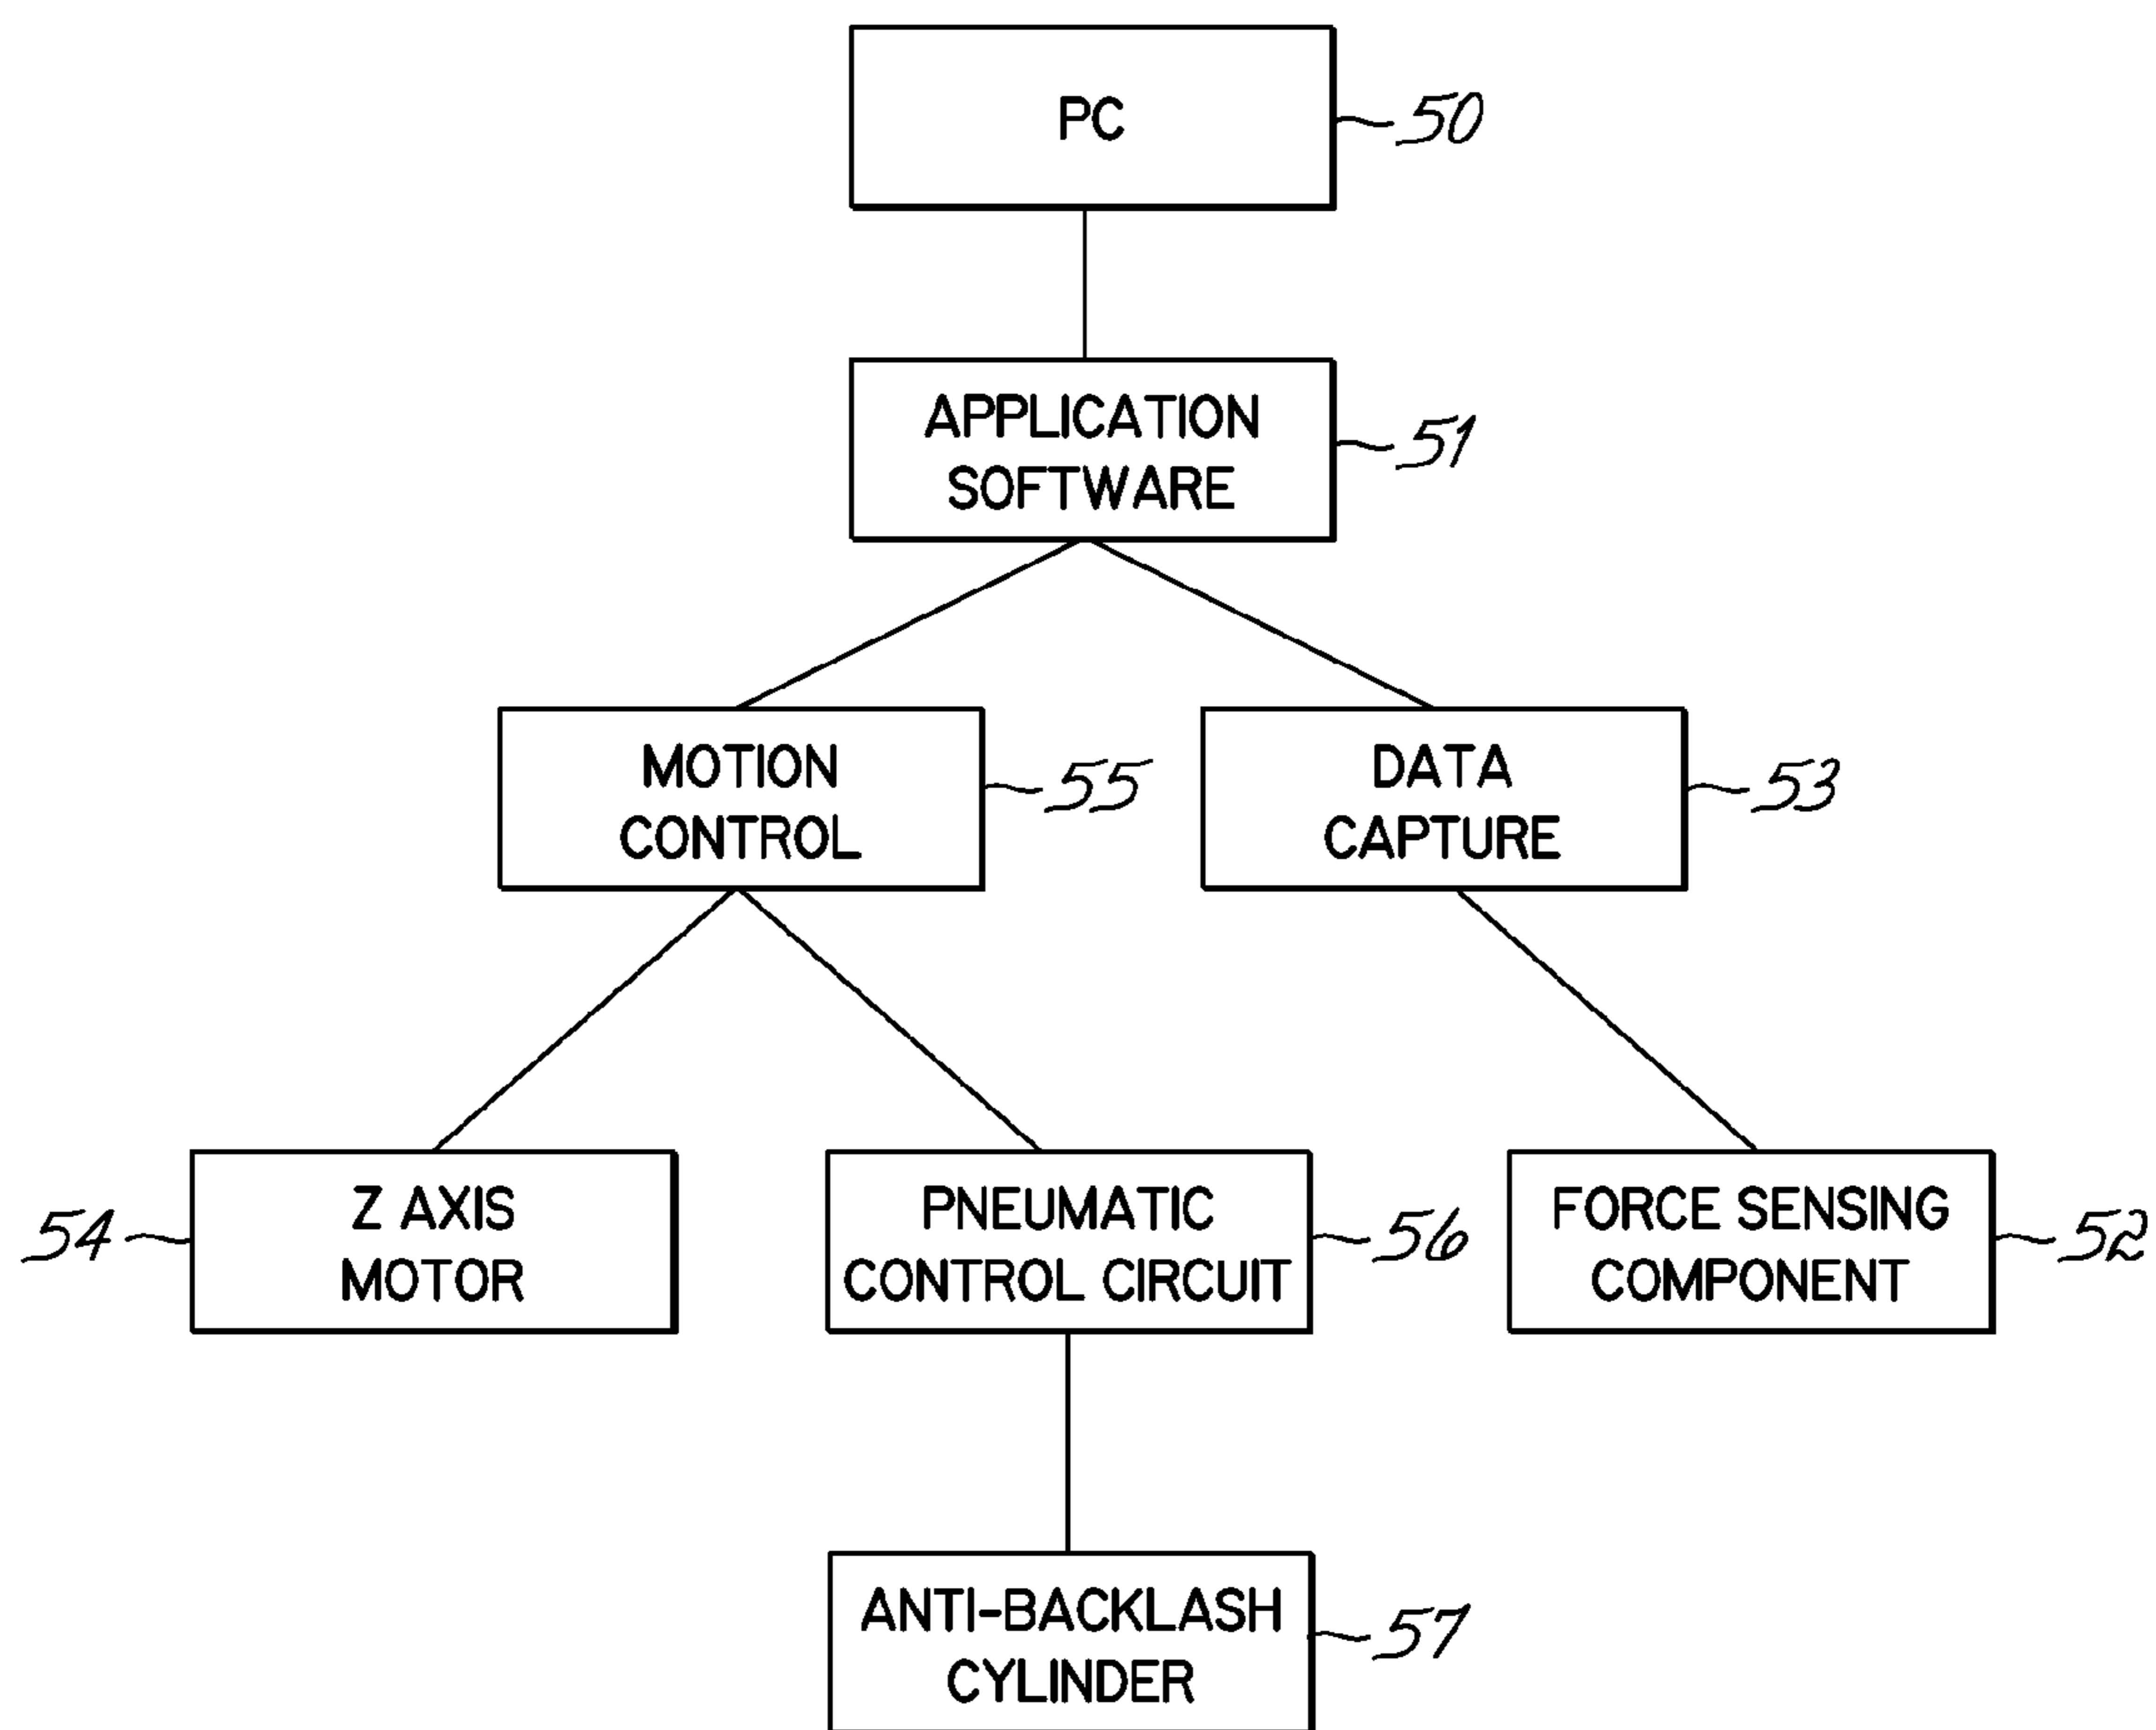 PC
50
APPLICATION
SOFTWARE
51
MOTION
CONTROL
55
DATA
CAPTURE
53
54
Z AXIS
MOTOR
PNEUMATIC
CONTROL CIRCUIT
56
FORCE SENSING
COMPONENT
52
ANTI-BACKLASH
CYLINDER
57